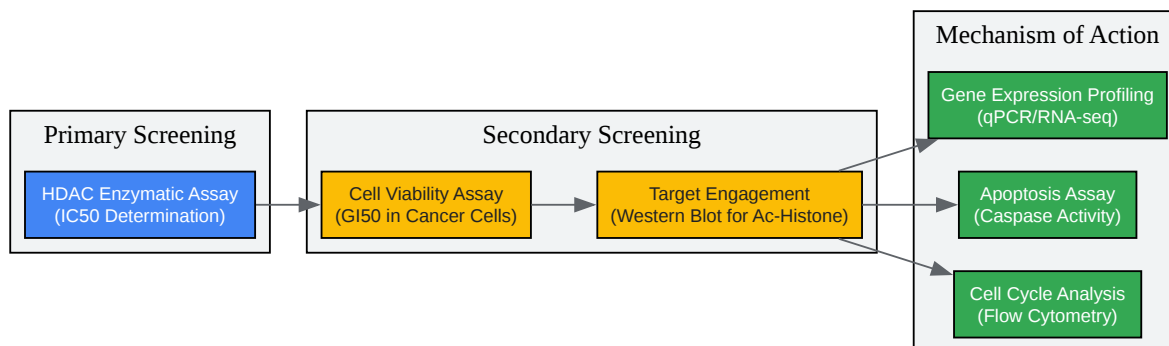 Primary Screening
HDAC Enzymatic Assay
(IC50 Determination)
Secondary Screening
Cell Viability Assay
(GI50 in Cancer Cells)
Target Engagement
(Western Blot for Ac-Histone)
Mechanism of Action
Gene Expression Profiling
(qPCR/RNA-seq)
Apoptosis Assay
(Caspase Activity)
Cell Cycle Analysis
(Flow Cytometry)